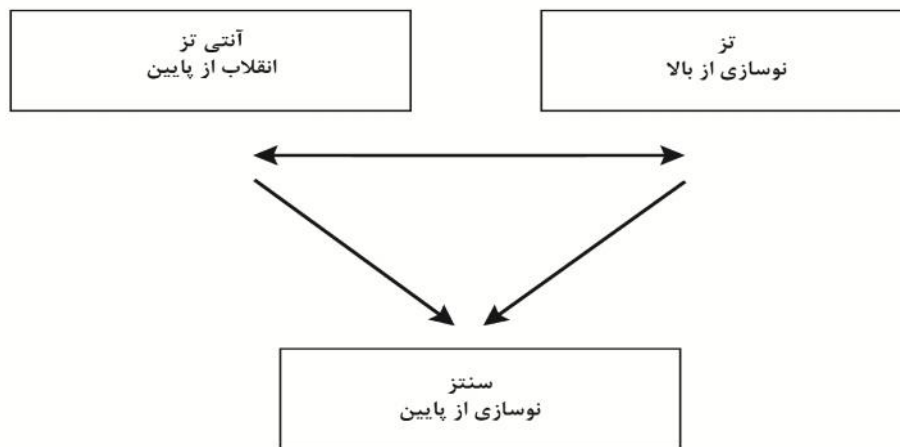 تز
نوسازی از بالا
آنتی تز
انقلاب از پایین
سنتز
نوسازی از پایین